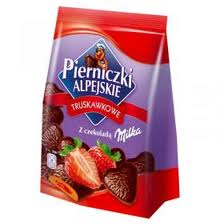 Pierniczki
ALPEJSKIE
TRUSKAWKOWE
Z czekoladą Milka